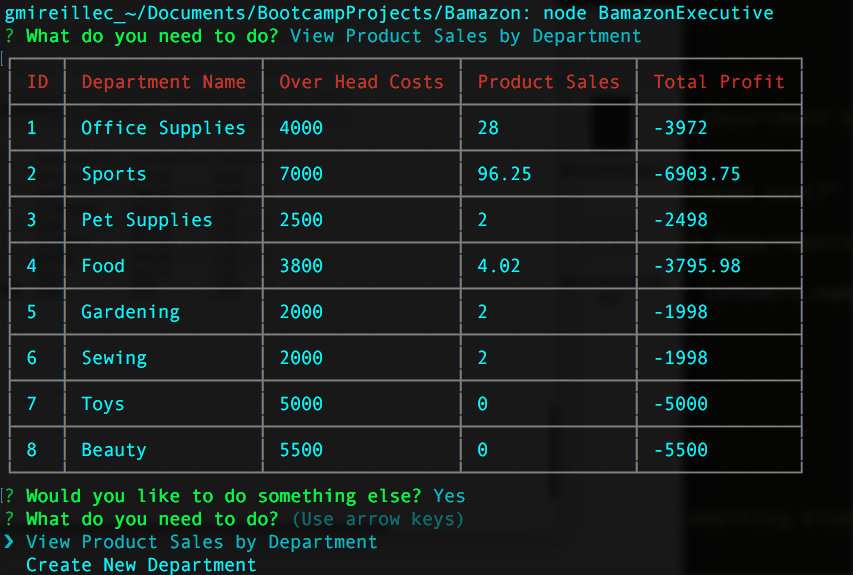 gmireillec_~/Documents/BootcampProjects/Bamazon: node BamazonExecutive
? What do you need to do? View Product Sales by Department
ID Department Name Over Head Costs Product Sales Total Profit
1 Office Supplies 4000 28 -3972
2 Sports 7000 96.25 -6903.75
3 Pet Supplies 2500 2 -2498
4 Food 3800 4.02 -3795.98
5 Gardening 2000 2 -1998
6 Sewing 2000 2 -1998
7 Toys 5000 0 -5000
8 Beauty 5500 0 -5500
? Would you like to do something else? Yes
? What do you need to do? (Use arrow keys)
❯ View Product Sales by Department
Create New Department